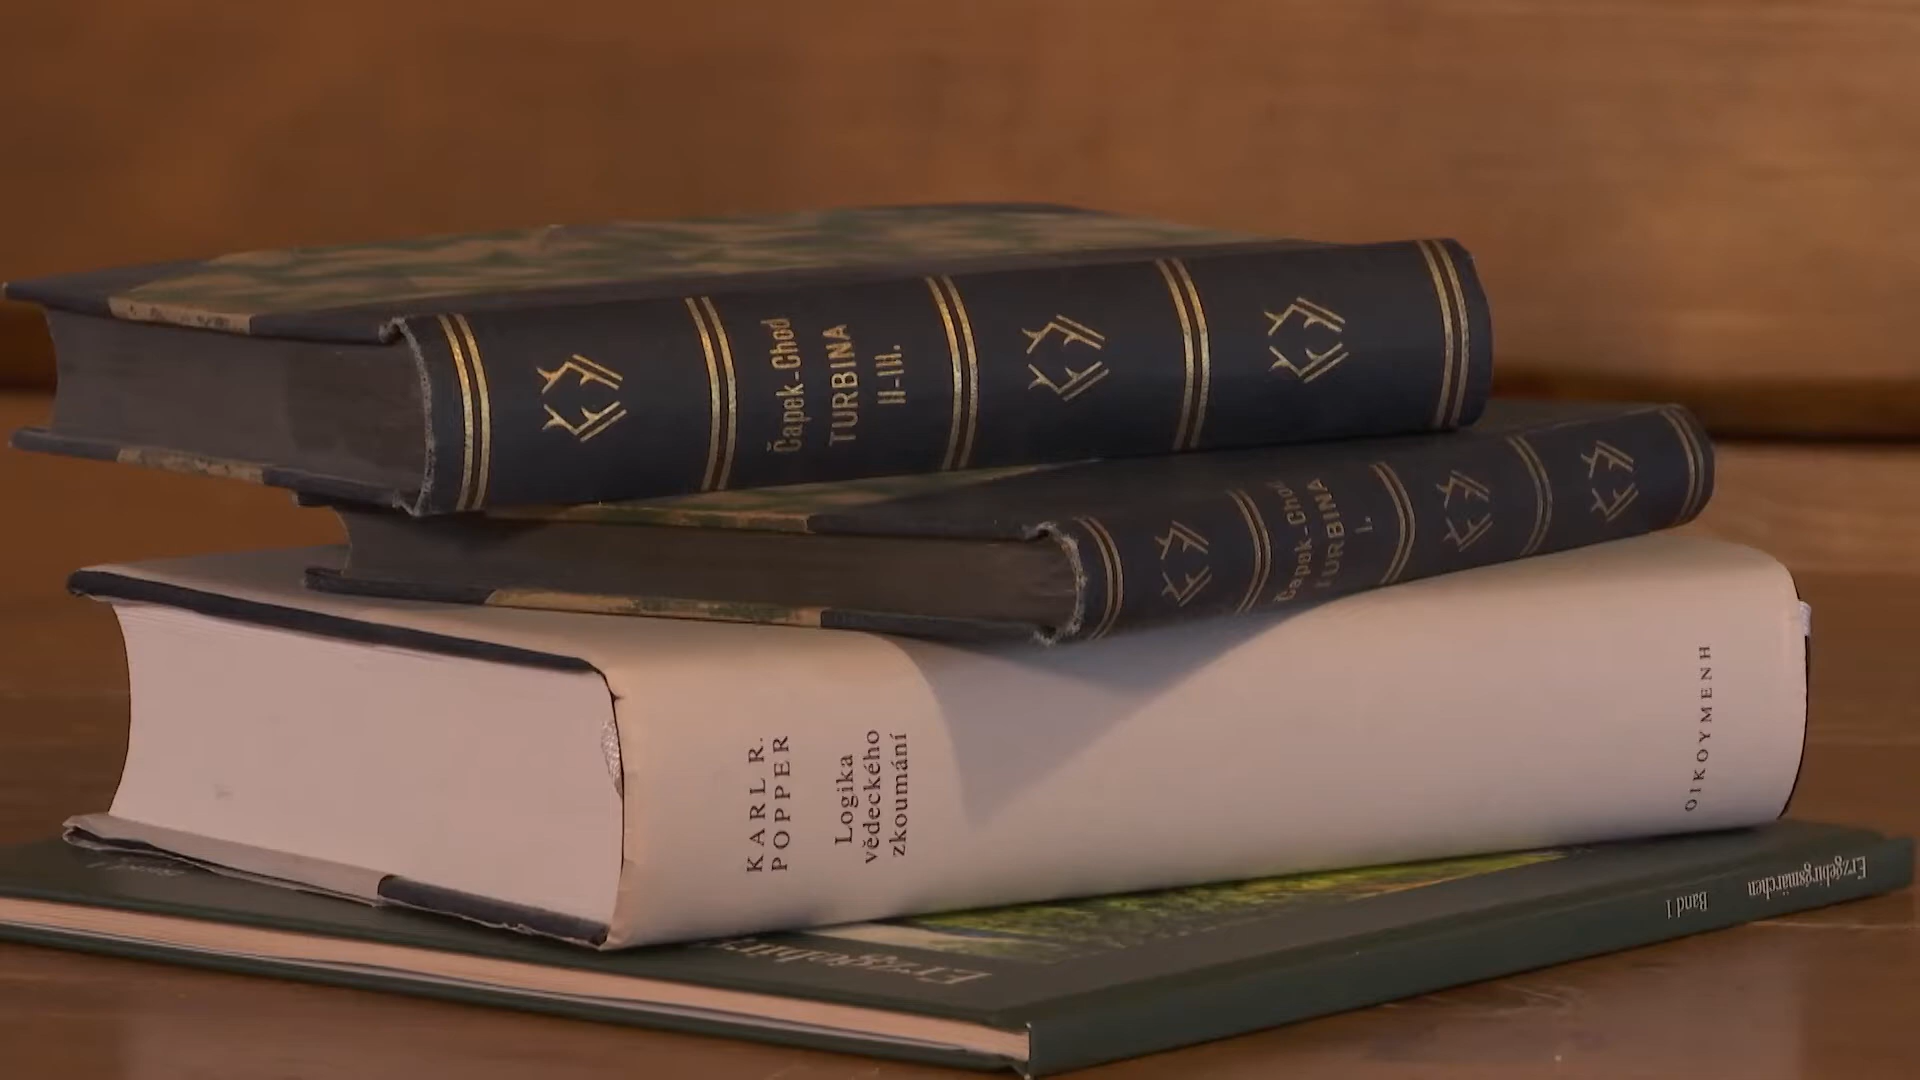 Čapek-Chod
TURBINA
II-III.
Čapek-Chod
TURBINA
I.
KARL R.
POPPER
Logika
vědeckého
zkoumání
OIKOYMENH
Erzgebirgsmärchen
Band 1